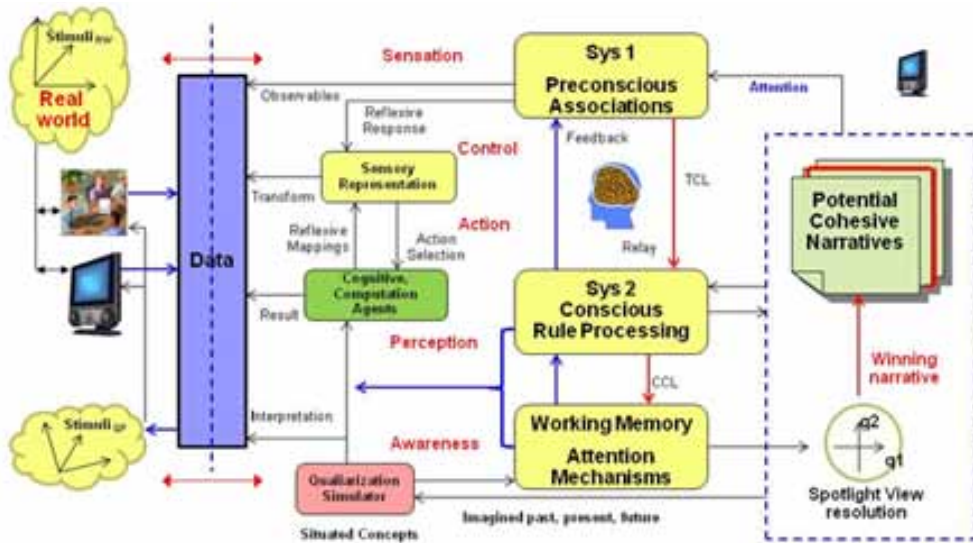 Stimuli RW
Real
world
Sensation
Sys 1
Preconscious
Associations
Attention
Observables
Reflexive
Response
Feedback
Control
Sensory
Representation
Transform
TCL
Potential
Cohesive
Narratives
Reflexive
Mappings
Action
Action
Selection
Relay
Data
Cognitive,
Computation
Agents
Sys 2
Conscious
Rule Processing
Result
Perception
CCL
Winning
narrative
Stimuli
Interpretation
Awareness
Working Memory
Attention
Mechanisms
q2
q1
Spotlight View
resolution
Simulator
Imagined past, present, future
Situated Concepts